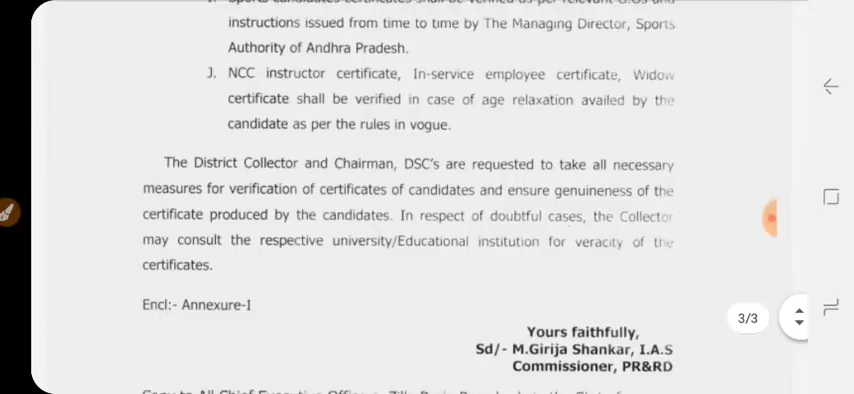 instructions issued from time to time by The Managing Director, Sports
Authority of Andhra Pradesh.
J. NCC instructor certificate, In-service employee certificate, Widow
certificate shall be verified in case of age relaxation availed by the
candidate as per the rules in vogue.
The District Collector and Chairman, DSC's are requested to take all necessary
measures for verification of certificates of candidates and ensure genuineness of the
certificate produced by the candidates. In respect of doubtful cases, the Collector
may consult the respective university/Educational institution for veracity of the
certificates.
Encl:- Annexure-I
3/3
Yours faithfully,
Sd/- M.Girija Shankar, I.A.S
Commissioner, PR&RD